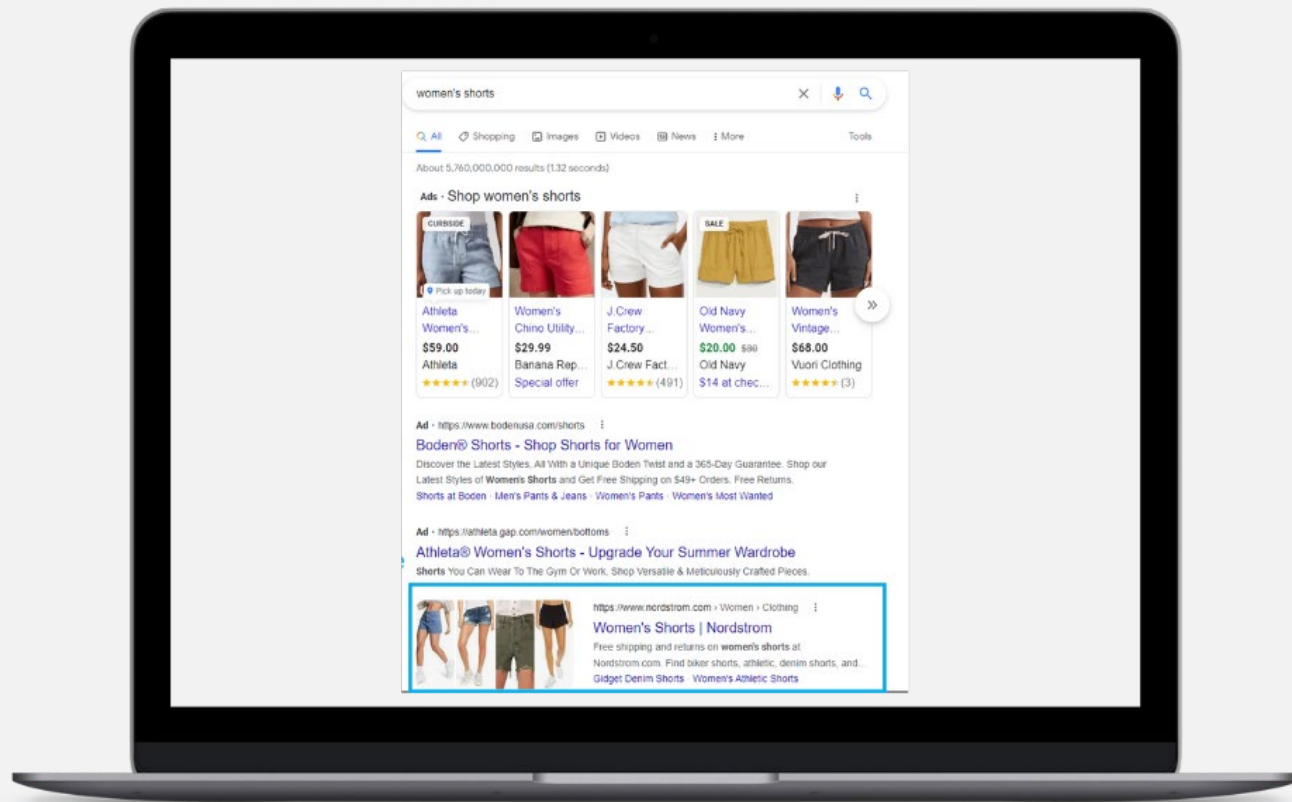 women's shorts
All Shopping Images Videos News More Tools
About 5,760,000,000 results (1.32 seconds)
Ads · Shop women's shorts
CURBSIDE
SALE
Pick up today
Athleta
Women's...
$59.00
Athleta
(902)
Women's
Chino Utility...
$29.99
Banana Rep...
Special offer
J.Crew
Factory...
$24.50
J.Crew Fact...
(491)
Old Navy
Women's...
$20.00 $30
Old Navy
$14 at chec...
Women's
Vintage...
$68.00
Vuori Clothing
(3)
Ad · https://www.bodenusa.com/shorts
Boden® Shorts - Shop Shorts for Women
Discover the Latest Styles, All With a Unique Boden Twist and a 365-Day Guarantee. Shop our
Latest Styles of Women's Shorts and Get Free Shipping on $49+ Orders. Free Returns.
Shorts at Boden · Men's Pants & Jeans · Women's Pants · Women's Most Wanted
Ad · https://athleta.gap.com/women/bottoms
Athleta® Women's Shorts - Upgrade Your Summer Wardrobe
Shorts You Can Wear To The Gym Or Work. Shop Versatile & Meticulously Crafted Pieces.
https://www.nordstrom.com › Women › Clothing
Women's Shorts | Nordstrom
Free shipping and returns on women's shorts at
Nordstrom.com. Find biker shorts, athletic, denim shorts, and...
Gidget Denim Shorts · Women's Athletic Shorts